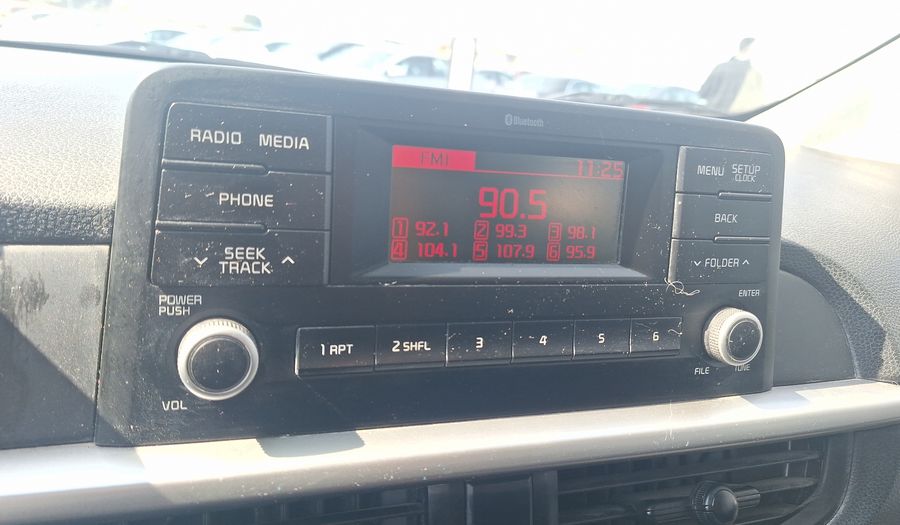 Bluetooth
RADIO MEDIA
PHONE
SEEK
TRACK
FM1 11:25
90.5
1 92.1 2 99.3 3 98.1
4 104.1 5 107.9 6 95.9
MENU SETUP
CLOCK
BACK
FOLDER
POWER
PUSH
VOL
1 RPT 2 SHFL 3 4 5 6
ENTER
FILE TUNE